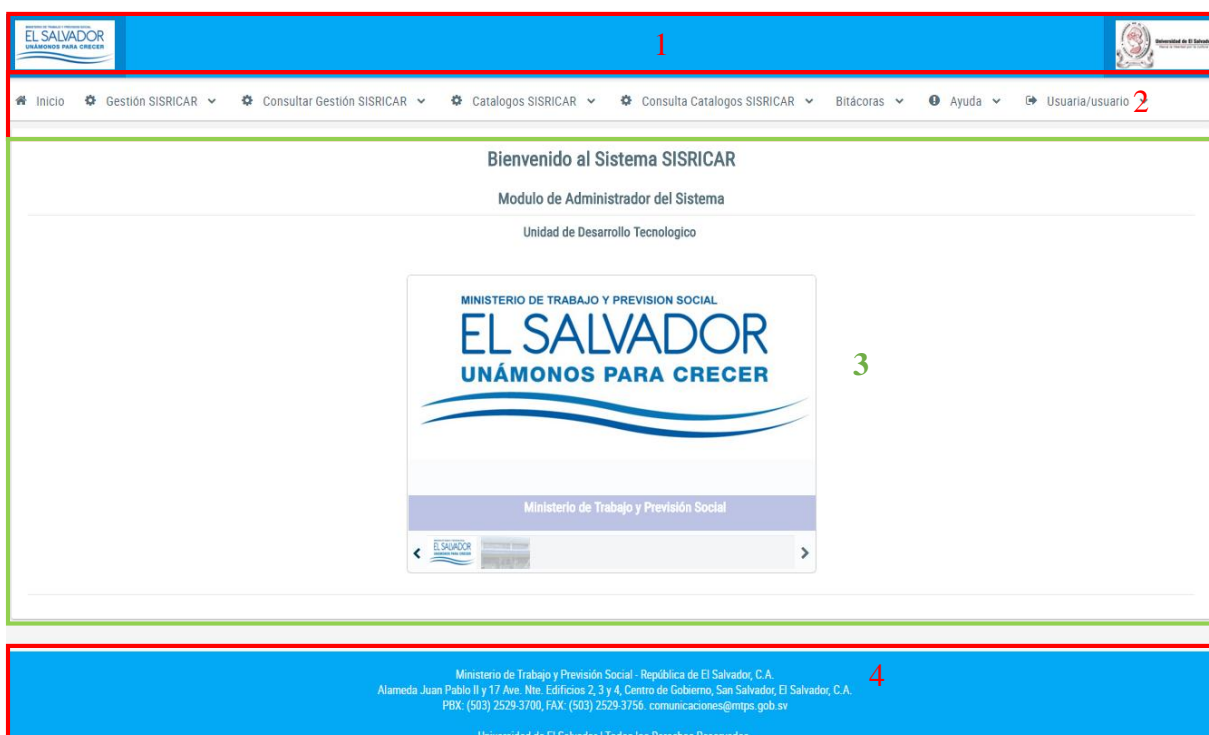 MINISTERIO DE TRABAJO Y PREVISION SOCIAL
EL SALVADOR
UNÁMONOS PARA CRECER
1
Universidad de El Salvador
Inicio Gestión SISRICAR Consultar Gestión SISRICAR Catalogos SISRICAR Consulta Catalogos SISRICAR Bitácoras Ayuda Usuaria/usuario 2
Bienvenido al Sistema SISRICAR
Modulo de Administrador del Sistema
Unidad de Desarrollo Tecnologico
MINISTERIO DE TRABAJO Y PREVISION SOCIAL
EL SALVADOR
UNÁMONOS PARA CRECER
3
Ministerio de Trabajo y Previsión Social
EL SALVADOR
UNÁMONOS PARA CRECER
4
Ministerio de Trabajo y Previsión Social - República de El Salvador, C.A.
Alameda Juan Pablo II y 17 Ave. Nte. Edificios 2, 3 y 4, Centro de Gobierno, San Salvador, El Salvador, C.A.
PBX: (503) 2529-3700, FAX: (503) 2529-3756. comunicaciones@mtps.gob.sv
Universidad de El Salvador | Todos los Derechos Reservados